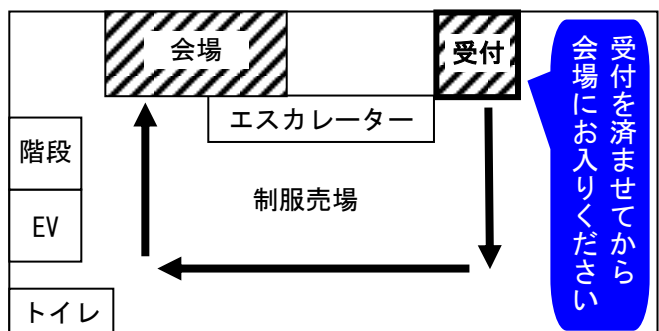 会場
受付
エスカレーター
階段
EV
制服売場
トイレ
受付を済ませてから
会場にお入りください